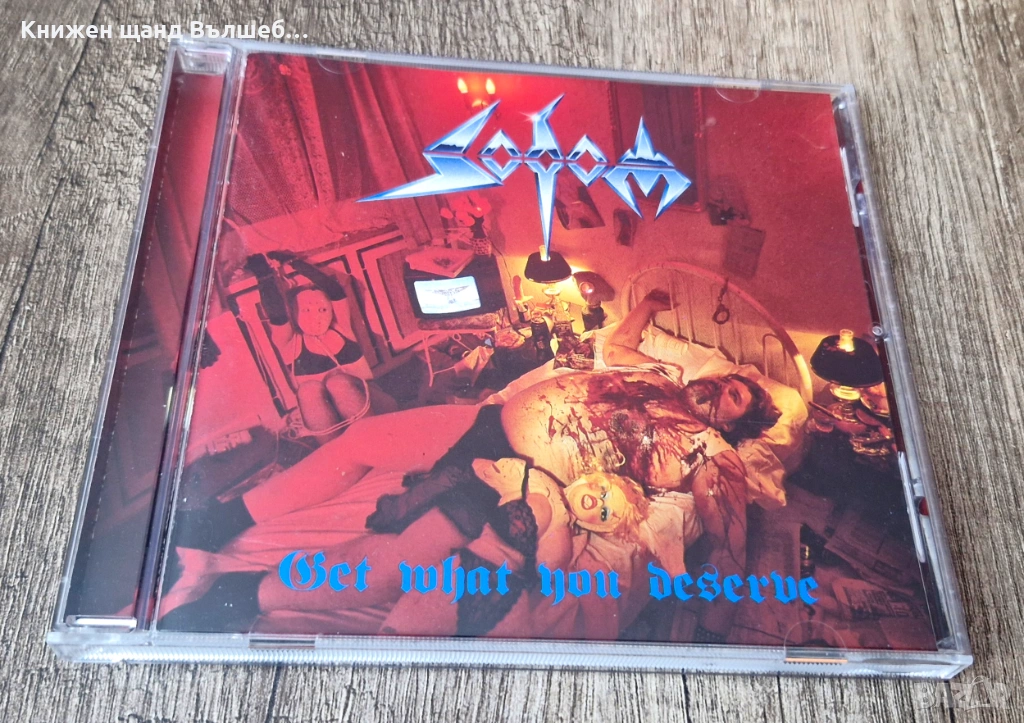 Книжен щанд Вълшеб...
SODOM
Get what you deserve